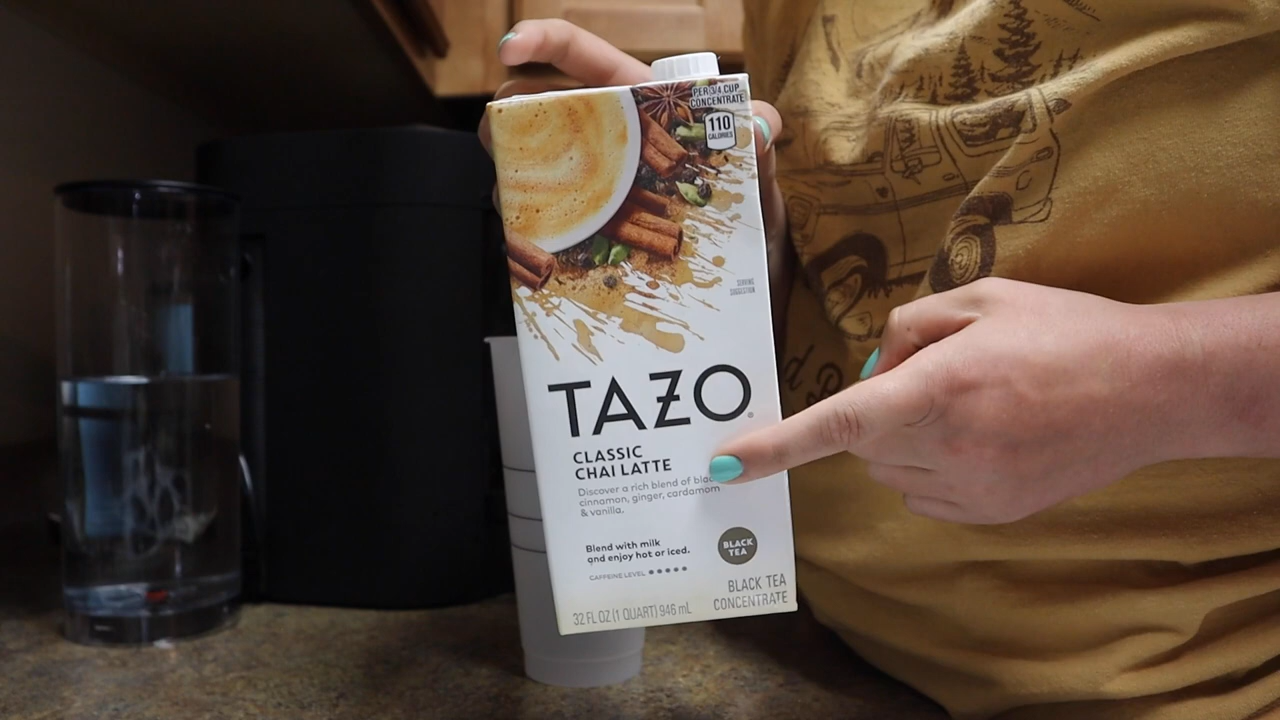 PER 3/4 CUP
CONCENTRATE
110
CALORIES
SERVING
SUGGESTION
TAZO®
CLASSIC
CHAI LATTE
Discover a rich blend of
cinnamon, ginger, cardamom
& vanilla.
Blend with milk
and enjoy hot or iced.
BLACK
TEA
CAFFEINE LEVEL
BLACK TEA
CONCENTRATE
32 FL OZ (1 QUART) 946 mL